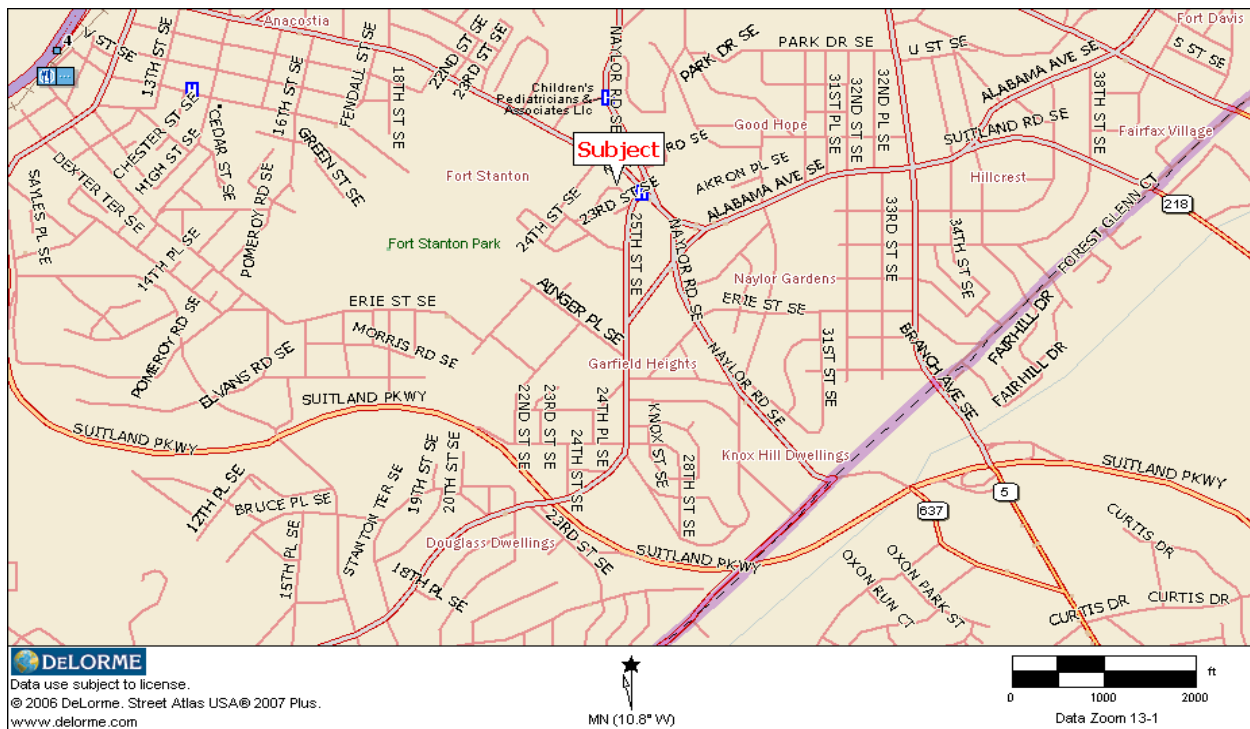 Anacostia
Fort Davis
4
V ST SE
13TH ST SE
16TH ST SE
FENDALL ST SE
18TH ST SE
22ND ST SE
23RD ST SE
NAYLOR RD SE
PARK DR SE
PARK DR SE
U ST SE
S ST SE
ALABAMA AVE SE
38TH ST SE
31ST PL SE
32ND ST SE
32ND PL SE
Children's
Pediatricians &
Associates Llc
Good Hope
SUITLAND RD SE
Fairfax Village
CHESTER ST SE
HIGH ST SE
CEDAR ST SE
GREEN ST SE
Subject
RD SE
Fort Stanton
AKRON PL SE
ALABAMA AVE SE
Hillcrest
FOREST GLENN CT
218
SAYLES PL SE
DEXTER TER SE
14TH PL SE
POMEROY RD SE
Fort Stanton Park
24TH ST SE
23RD ST SE
25TH ST SE
NAYLOR RD SE
33RD ST SE
34TH ST SE
Naylor Gardens
ERIE ST SE
ERIE ST SE
AINGER PL SE
MORRIS RD SE
POMEROY RD SE
ELVANS RD SE
Garfield Heights
NAYLOR RD SE
31ST ST SE
BRANCH AVE SE
FAIRHILL DR
FAIRHILL DR
SUITLAND PKWY
SUITLAND PKWY
22ND ST SE
23RD ST SE
24TH PL SE
24TH ST SE
KNOX ST SE
28TH ST SE
Knox Hill Dwellings
SUITLAND PKWY
5
637
12TH PL SE
BRUCE PL SE
15TH PL SE
STANTON TER SE
19TH ST SE
20TH ST SE
Douglass Dwellings
18TH PL SE
23RD ST SE
SUITLAND PKWY
OXON RUN CT
OXON PARK ST
CURTIS DR
CURTIS DR
CURTIS DR
DELORME
Data use subject to license.
© 2006 DeLorme. Street Atlas USA® 2007 Plus.
www.delorme.com
MN (10.8° W)
ft
0 1000 2000
Data Zoom 13-1